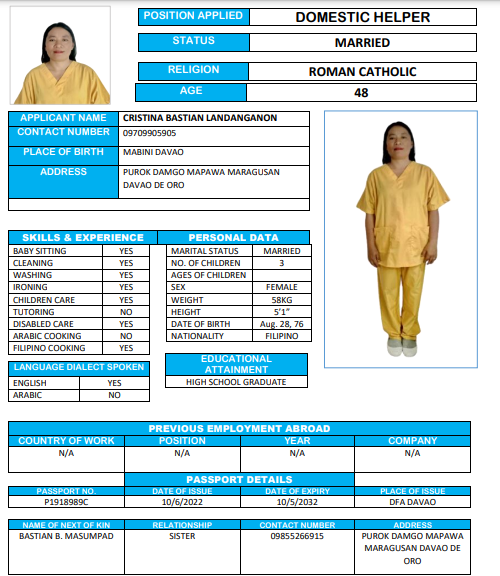 POSITION APPLIED DOMESTIC HELPER
STATUS MARRIED
RELIGION ROMAN CATHOLIC
AGE 48
APPLICANT NAME CRISTINA BASTIAN LANDANGANON
CONTACT NUMBER 09709905905
PLACE OF BIRTH MABINI DAVAO
ADDRESS PUROK DAMGO MAPAWA MARAGUSAN
DAVAO DE ORO
SKILLS & EXPERIENCE PERSONAL DATA
BABY SITTING YES MARITAL STATUS MARRIED
CLEANING YES NO. OF CHILDREN 3
WASHING YES AGES OF CHILDREN
IRONING YES SEX FEMALE
CHILDREN CARE YES WEIGHT 58KG
TUTORING NO HEIGHT 5'1"
DISABLED CARE YES DATE OF BIRTH Aug. 28, 76
ARABIC COOKING NO NATIONALITY FILIPINO
FILIPINO COOKING YES
LANGUAGE DIALECT SPOKEN
ENGLISH YES
ARABIC NO
EDUCATIONAL
ATTAINMENT
HIGH SCHOOL GRADUATE
PREVIOUS EMPLOYMENT ABROAD
COUNTRY OF WORK POSITION YEAR COMPANY
N/A N/A N/A N/A
PASSPORT DETAILS
PASSPORT NO. DATE OF ISSUE DATE OF EXPIRY PLACE OF ISSUE
P1918989C 10/6/2022 10/5/2032 DFA DAVAO
NAME OF NEXT OF KIN RELATIONSHIP CONTACT NUMBER ADDRESS
BASTIAN B. MASUMPAD SISTER 09855266915 PUROK DAMGO MAPAWA
MARAGUSAN DAVAO DE
ORO